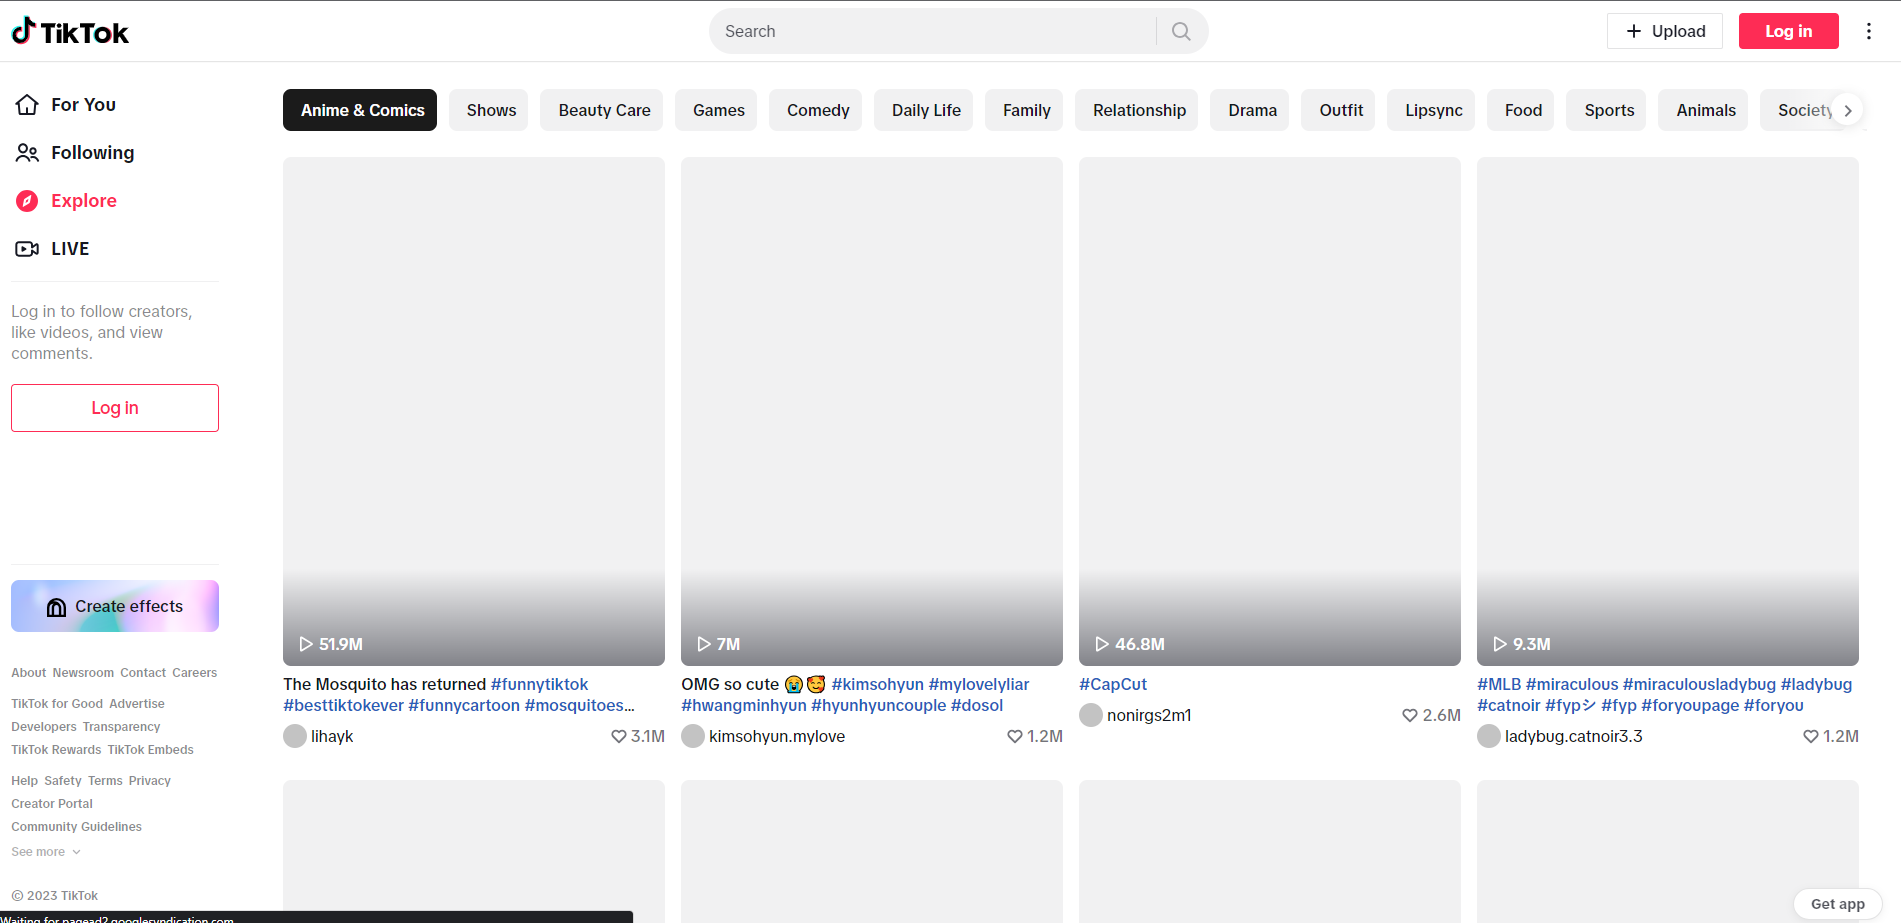 TikTok
Search
Upload
Log in
For You
Following
Explore
LIVE
Log in to follow creators,
like videos, and view
comments.
Log in
Create effects
About Newsroom Contact Careers
TikTok for Good Advertise
Developers Transparency
TikTok Rewards TikTok Embeds
Help Safety Terms Privacy
Creator Portal
Community Guidelines
See more
© 2023 TikTok
Anime & Comics Shows Beauty Care Games Comedy Daily Life Family Relationship Drama Outfit Lipsync Food Sports Animals Society
51.9M
The Mosquito has returned #funnytiktok
#besttiktokever #funnycartoon #mosquitoes...
lihayk 3.1M
7M
OMG so cute 😭🥰 #kimsohyun #mylovelyliar
#hwangminhyun #hyunhyuncouple #dosol
kimsohyun.mylove 1.2M
46.8M
#CapCut
nonirgs2m1 2.6M
9.3M
#MLB #miraculous #miraculousladybug #ladybug
#catnoir #fypシ #fyp #foryoupage #foryou
ladybug.catnoir3.3 1.2M
Get app
Waiting for pagead2.googlesyndication.com